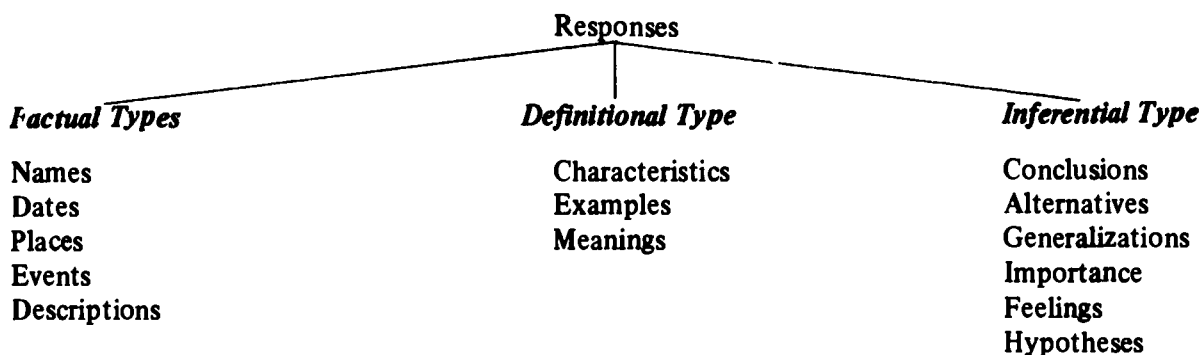 Responses
Factual Types
Names
Dates
Places
Events
Descriptions
Definitional Type
Characteristics
Examples
Meanings
Inferential Type
Conclusions
Alternatives
Generalizations
Importance
Feelings
Hypotheses